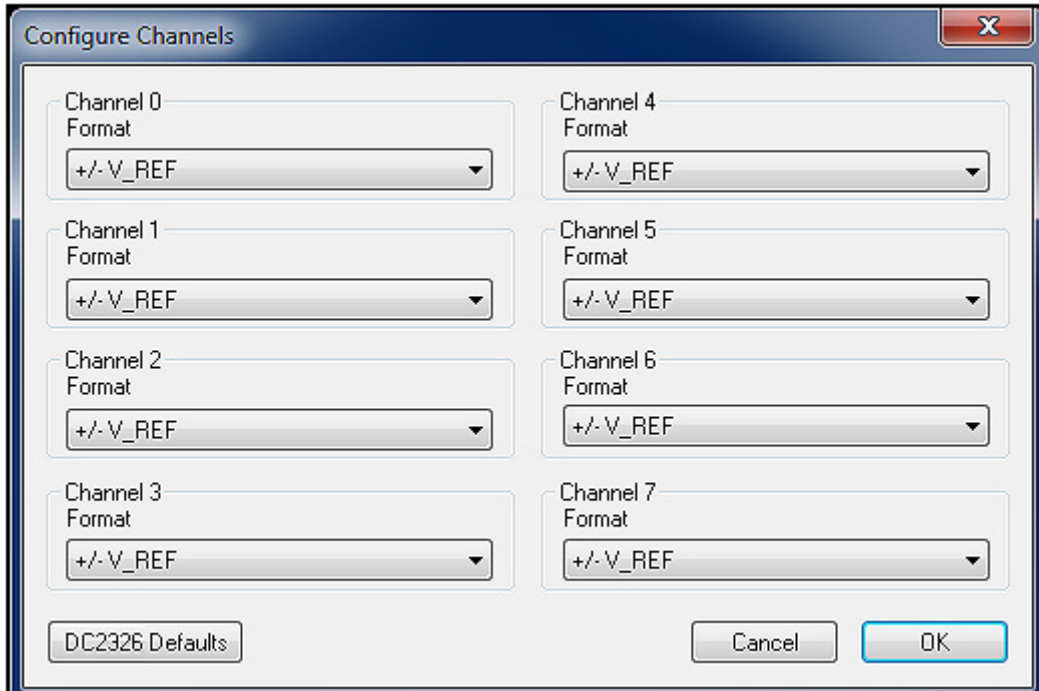 Configure Channels
X
Channel 0
Format
+/- V_REF
Channel 1
Format
+/- V_REF
Channel 2
Format
+/- V_REF
Channel 3
Format
+/- V_REF
Channel 4
Format
+/- V_REF
Channel 5
Format
+/- V_REF
Channel 6
Format
+/- V_REF
Channel 7
Format
+/- V_REF
DC2326 Defaults
Cancel
OK